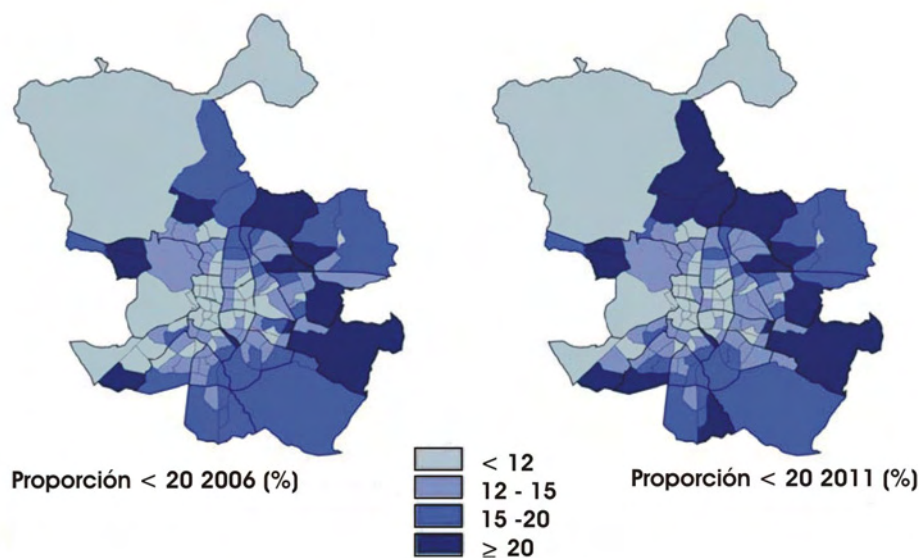 Proporción < 20 2006 (%)
< 12
12 - 15
15 -20
≥ 20
Proporción < 20 2011 (%)